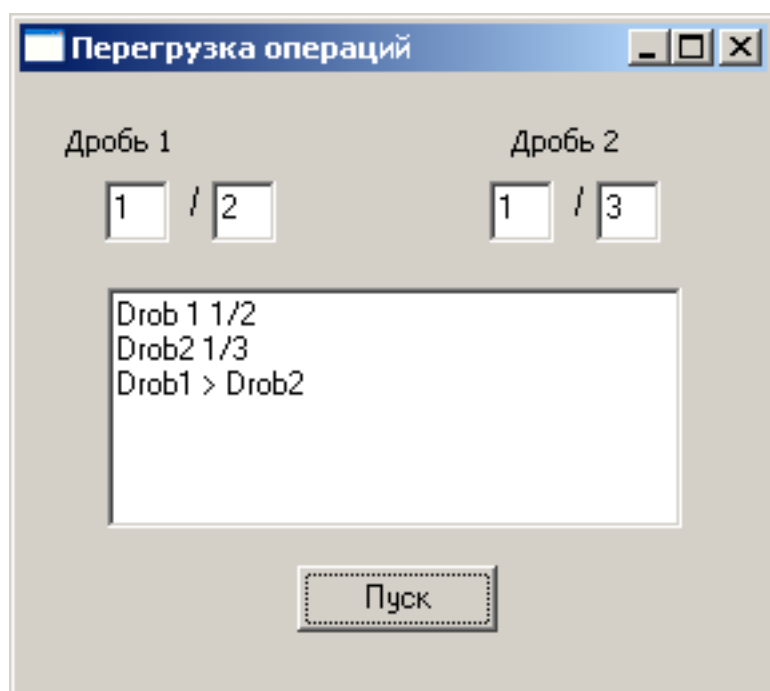 Перегрузка операций
Дробь 1 Дробь 2
1 / 2 1 / 3
Drob 1 1/2
Drob2 1/3
Drob1 > Drob2
Пуск